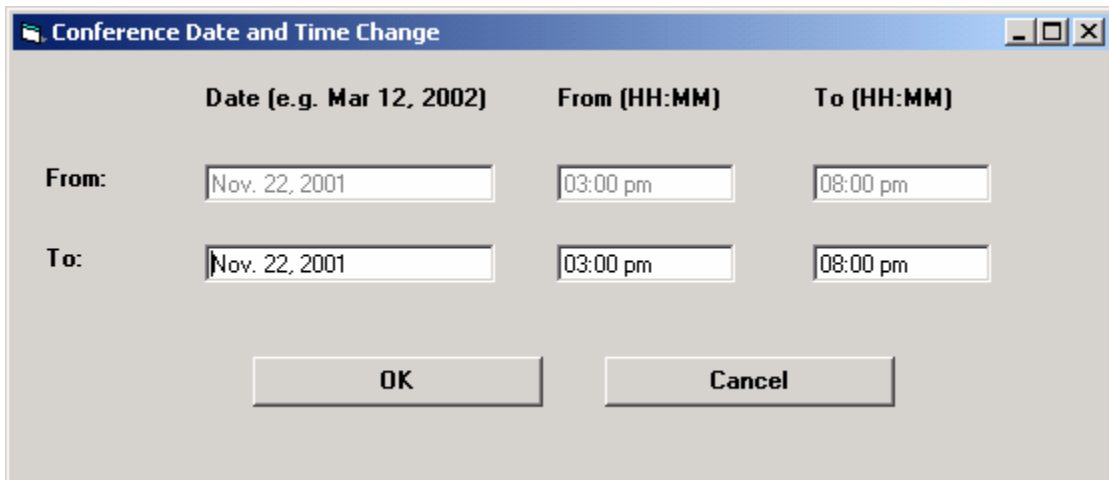 Conference Date and Time Change
Date (e.g. Mar 12, 2002) From (HH:MM) To (HH:MM)
From: Nov. 22, 2001 03:00 pm 08:00 pm
To: Nov. 22, 2001 03:00 pm 08:00 pm
OK Cancel